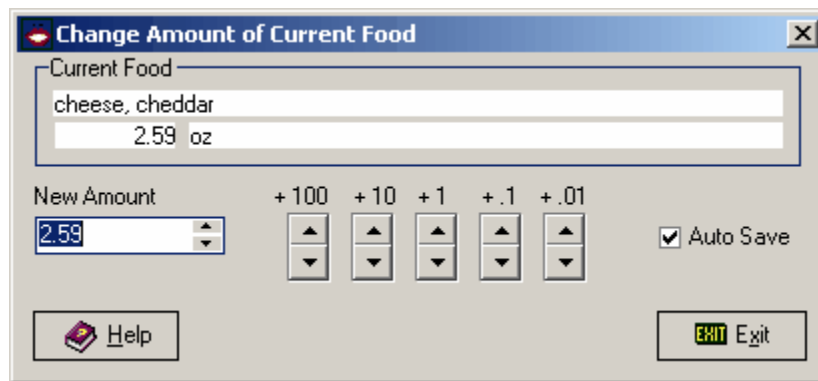 Change Amount of Current Food
Current Food
cheese, cheddar
2.59 oz
New Amount + 100 + 10 + 1 + .1 + .01
2.59 Auto Save
Help EXIT Exit